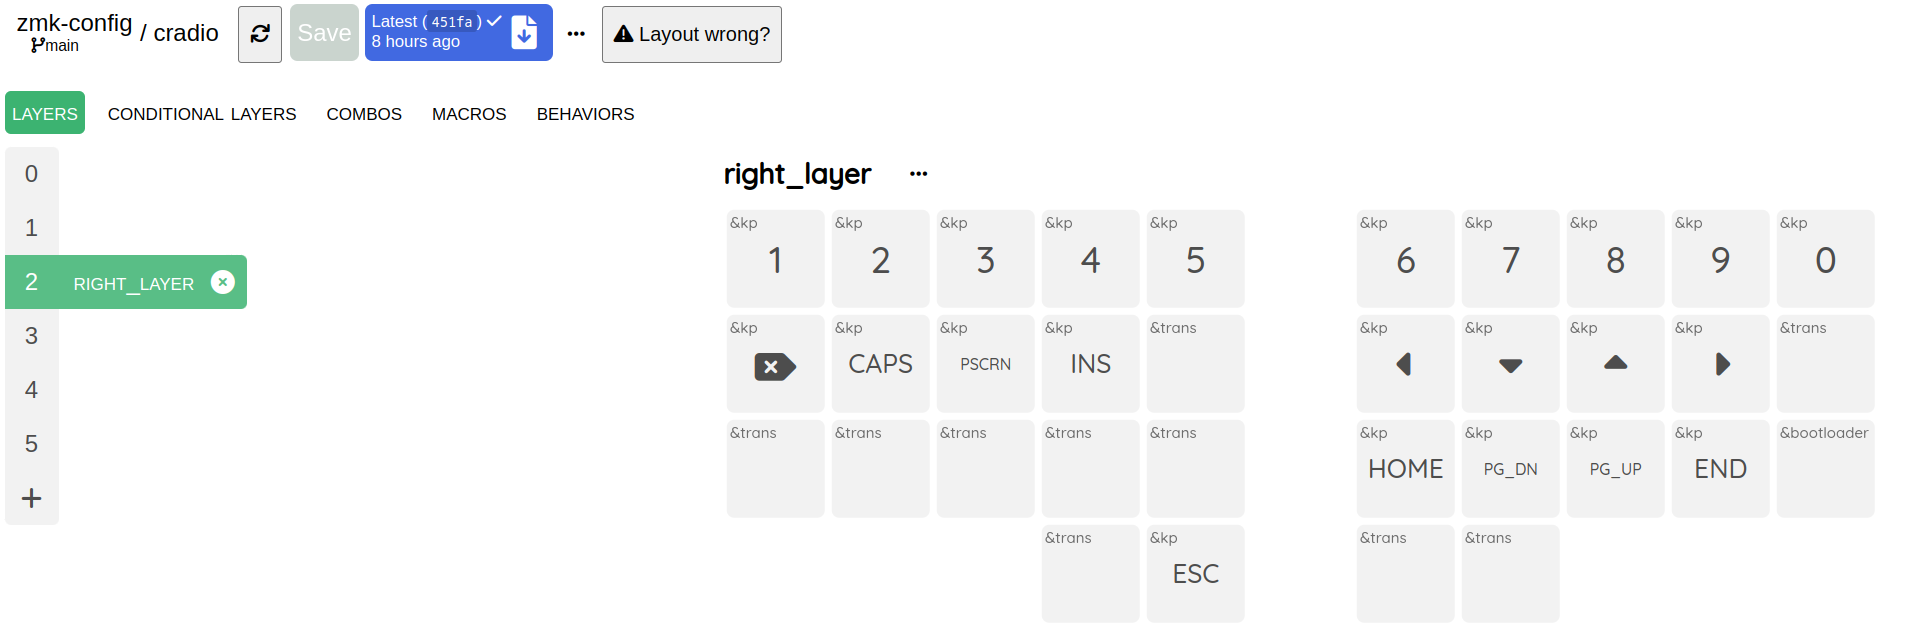 zmk-config / cradio
main
Save
Latest (451fa)
8 hours ago
Layout wrong?
LAYERS CONDITIONAL LAYERS COMBOS MACROS BEHAVIORS
0
1
2 RIGHT_LAYER
3
4
5
+
right_layer ...
&kp &kp &kp &kp &kp &kp &kp &kp &kp &kp
1 2 3 4 5 6 7 8 9 0
&kp &kp &kp &kp &trans &kp &kp &kp &kp &trans
CAPS PSCRN INS
&trans &trans &trans &trans &trans &kp &kp &kp &kp &bootloader
HOME PG_DN PG_UP END
&trans &kp &trans &trans
ESC